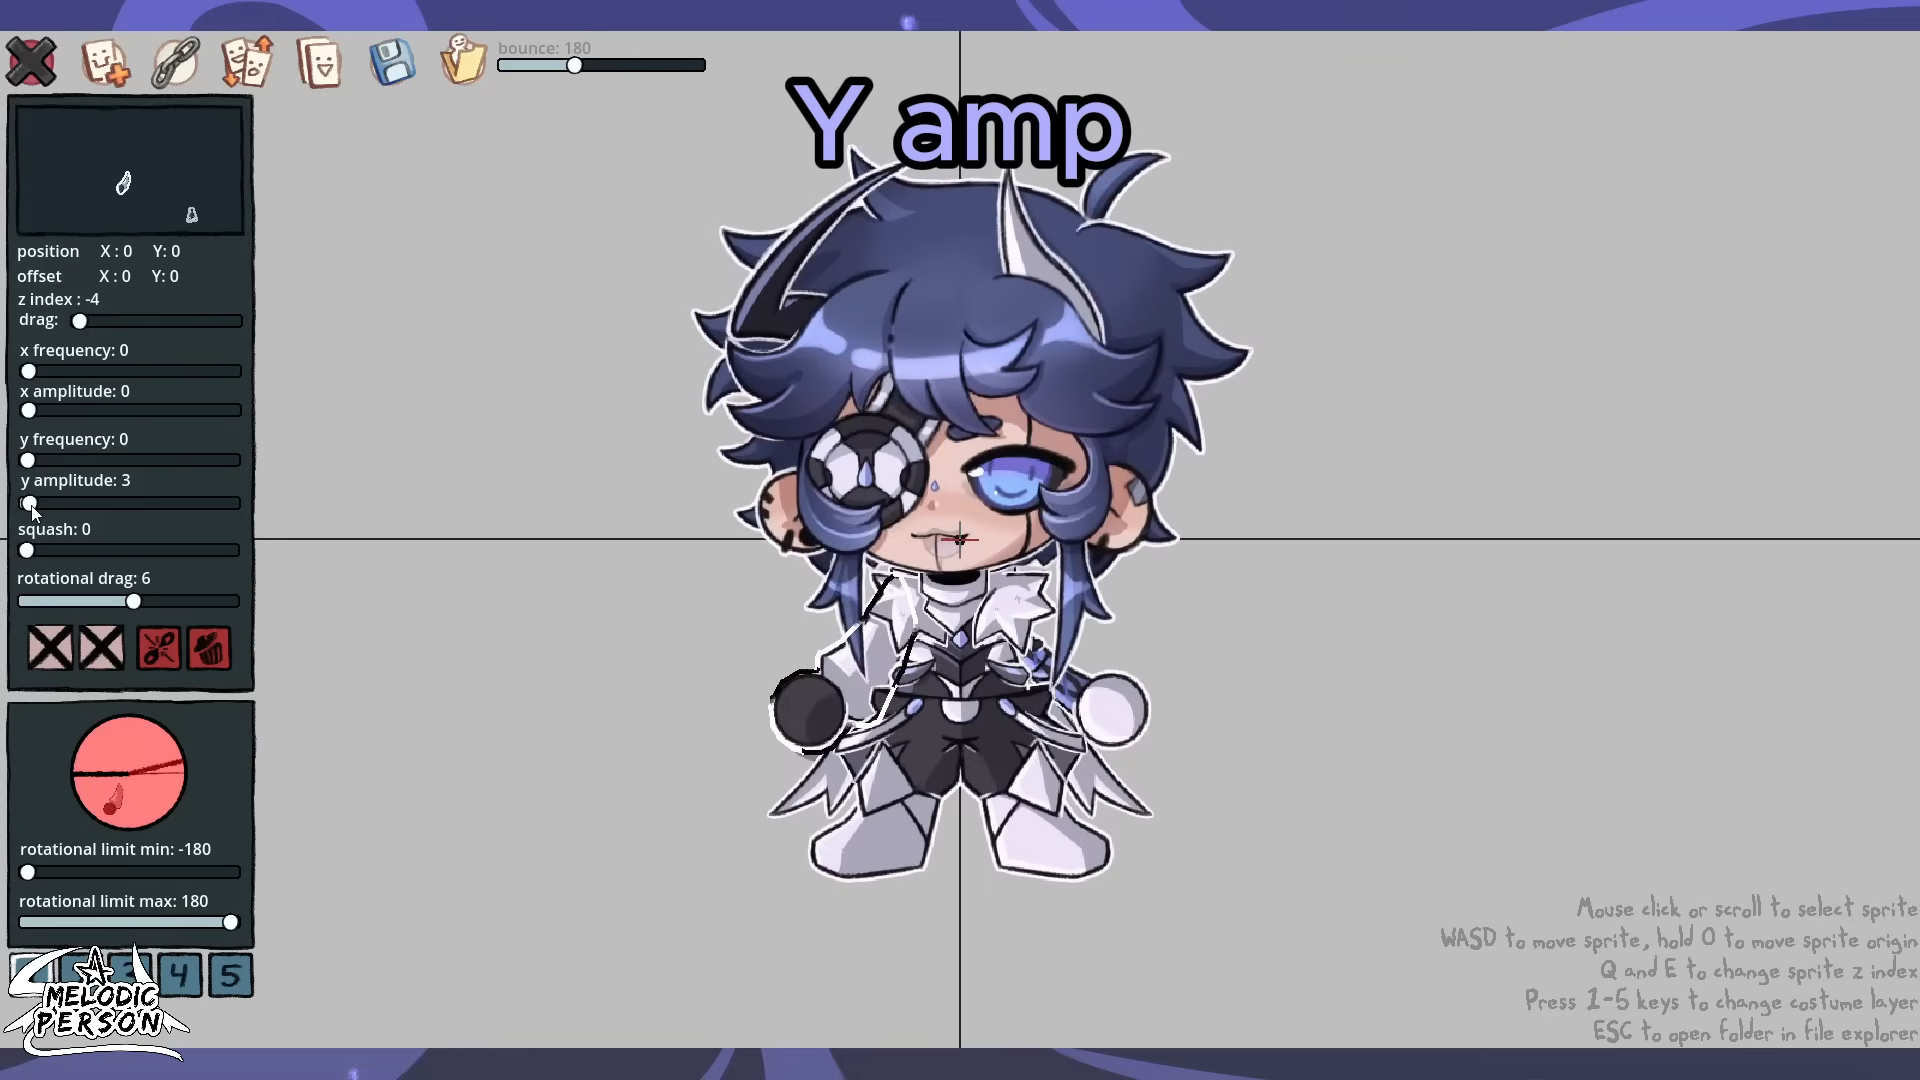 bounce: 180
Y amp
position X : 0 Y: 0
offset X : 0 Y: 0
z index : -4
drag:
x frequency: 0
x amplitude: 0
y frequency: 0
y amplitude: 3
squash: 0
rotational drag: 6
rotational limit min: -180
rotational limit max: 180
3 4 5
MELODIC
PERSON
Mouse click or scroll to select sprite
WASD to move sprite, hold O to move sprite origin
Q and E to change sprite z index
Press 1-5 keys to change costume layer
ESC to open folder in file explorer